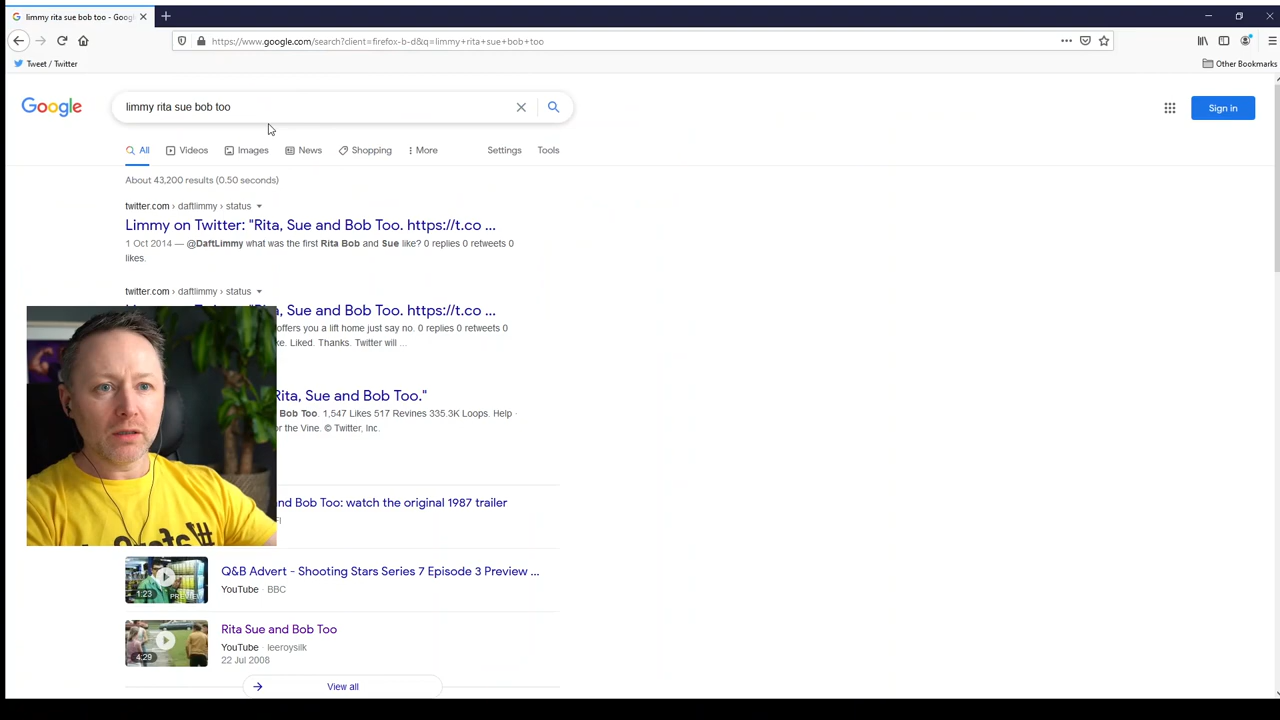 limmy rita sue bob too - Goog
https://www.google.com/search?client=firefox-b-d&q=limmy+rita+sue+bob+too
Tweet / Twitter
Other Bookmarks
Google
limmy rita sue bob too
Sign in
All
Videos
Images
News
Shopping
More
Settings
Tools
About 43,200 results (0.50 seconds)
twitter.com › daftlimmy › status
Limmy on Twitter: "Rita, Sue and Bob Too. https://t.co ...
1 Oct 2014 — @DaftLimmy what was the first Rita Bob and Sue like? 0 replies 0 retweets 0
likes.
twitter.com › daftlimmy › status
, Sue and Bob Too. https://t.co ...
offers you a lift home just say no. 0 replies 0 retweets 0
ke. Liked. Thanks. Twitter will ...
Rita, Sue and Bob Too."
Bob Too. 1,547 Likes 517 Revines 335.3K Loops. Help ·
or the Vine. © Twitter, Inc.
nd Bob Too: watch the original 1987 trailer
Q&B Advert - Shooting Stars Series 7 Episode 3 Preview ...
1:23
PREVIEW
YouTube · BBC
Rita Sue and Bob Too
YouTube · leeroysilk
4:29
22 Jul 2008
View all